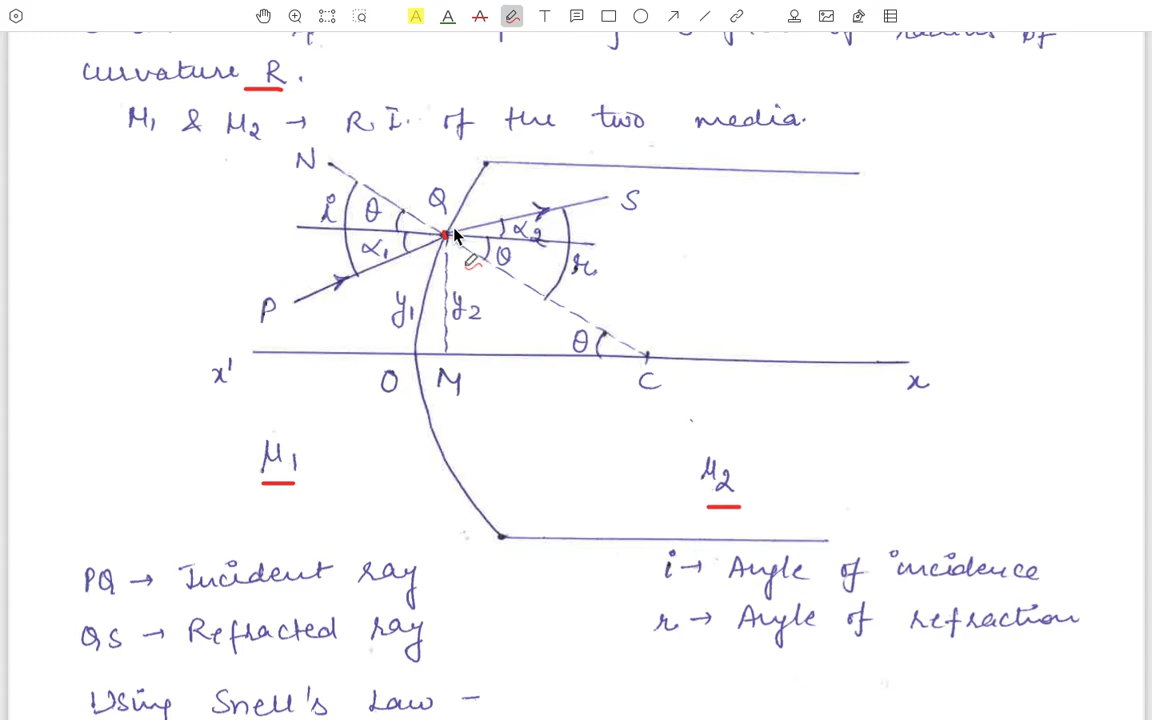 curvature R.
μ1 & μ2 → R.I. of the two media.
N
Q
S
i
θ
α1
α2
θ
r
P
y1
y2
θ
x'
O
M
C
x
μ1
μ2
PQ → Incident ray
i → Angle of incidence
QS → Refracted ray
r → Angle of refraction
Using Snell's Law –